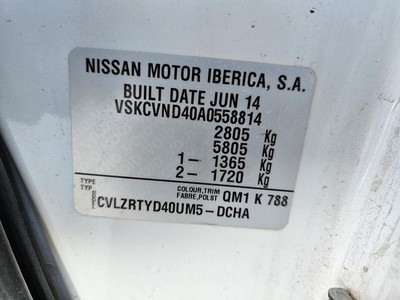 NISSAN MOTOR IBERICA, S.A.
BUILT DATE JUN 14
VSKCVND40A0558814
2805 Kg
5805 Kg
1- 1365 Kg
2- 1720 Kg
TYPE COLOUR,TRIM QM1 K 788
TYP FABRE,POLST
CVLZRTYD40UM5-DCHA